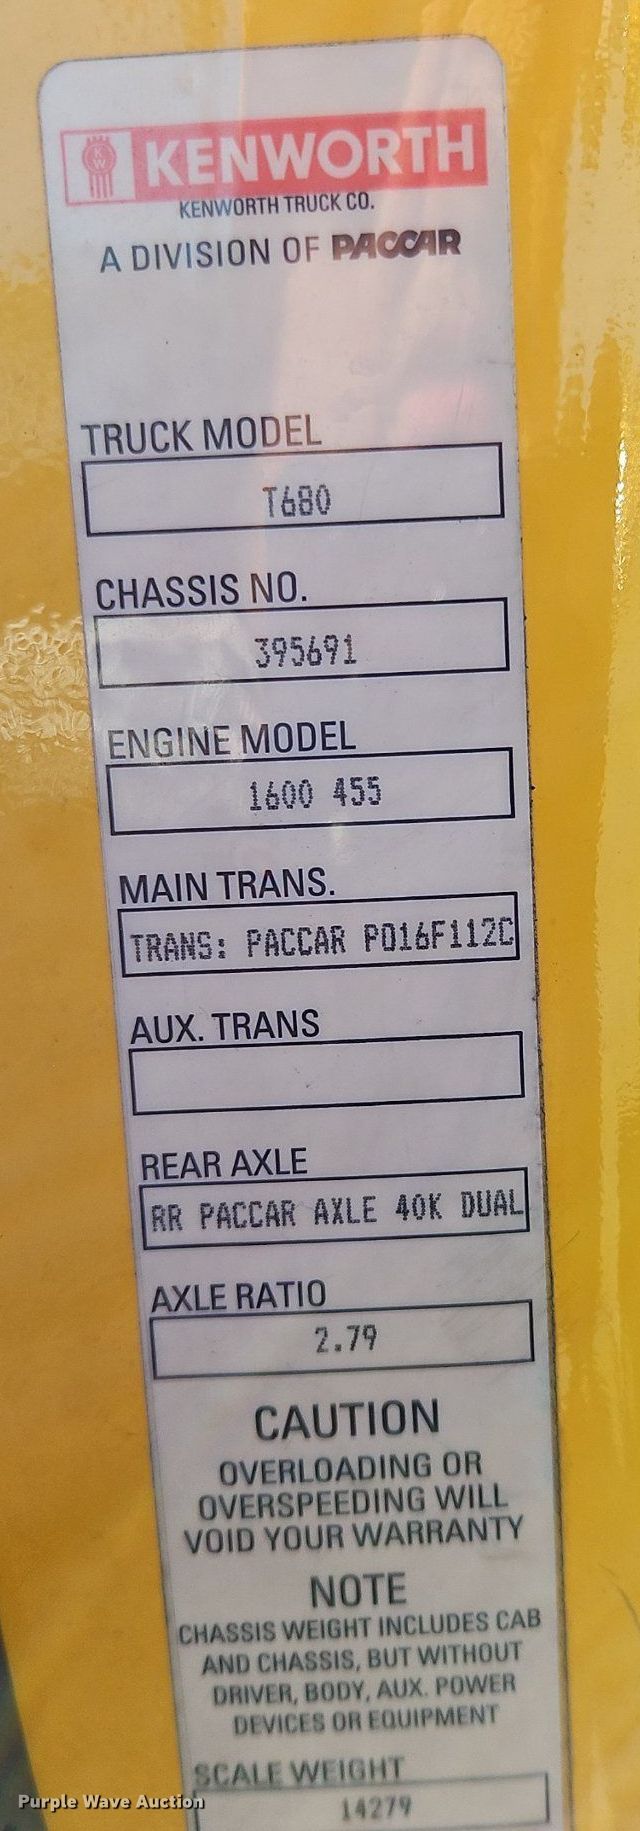 KENWORTH
KENWORTH TRUCK CO.
A DIVISION OF PACCAR
TRUCK MODEL
T680
CHASSIS NO.
395691
ENGINE MODEL
1600 455
MAIN TRANS.
TRANS: PACCAR PO16F112C
AUX. TRANS
REAR AXLE
RR PACCAR AXLE 40K DUAL
AXLE RATIO
2.79
CAUTION
OVERLOADING OR
OVERSPEEDING WILL
VOID YOUR WARRANTY
NOTE
CHASSIS WEIGHT INCLUDES CAB
AND CHASSIS, BUT WITHOUT
DRIVER, BODY, AUX. POWER
DEVICES OR EQUIPMENT
SCALE WEIGHT
14279
Purple Wave Auction